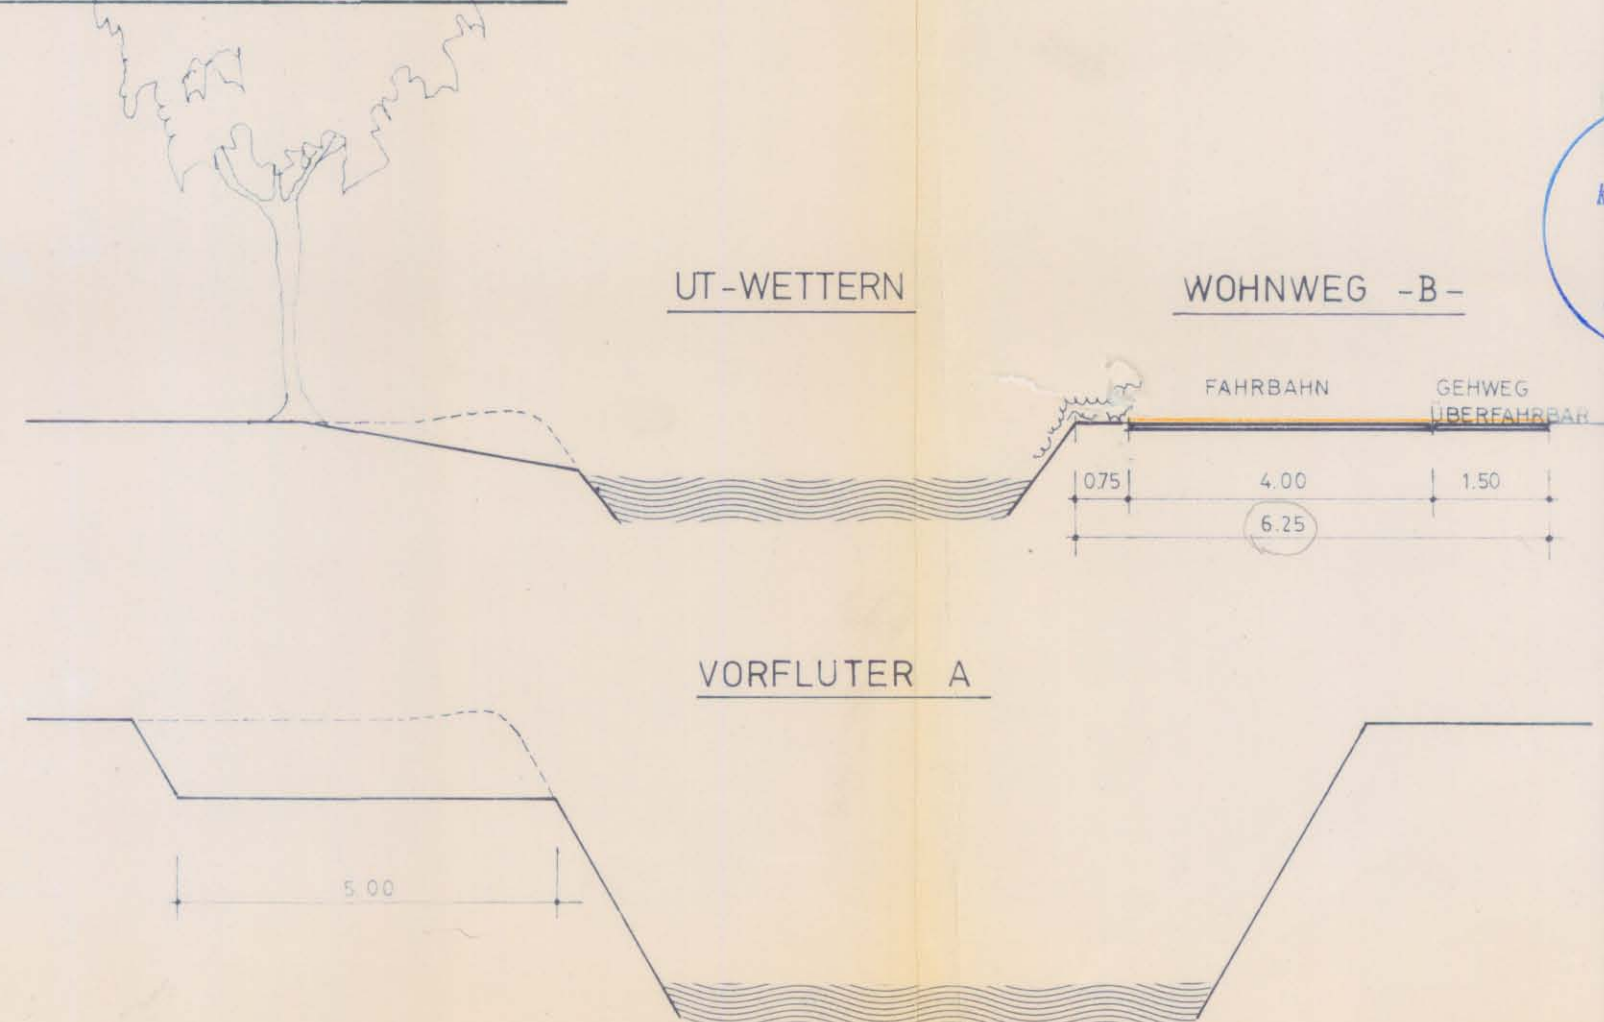 UT-WETTERN
WOHNWEG -B-
FAHRBAHN
GEHWEG
ÜBERFAHRBAR
0.75
4.00
1.50
6.25
VORFLUTER A
5.00